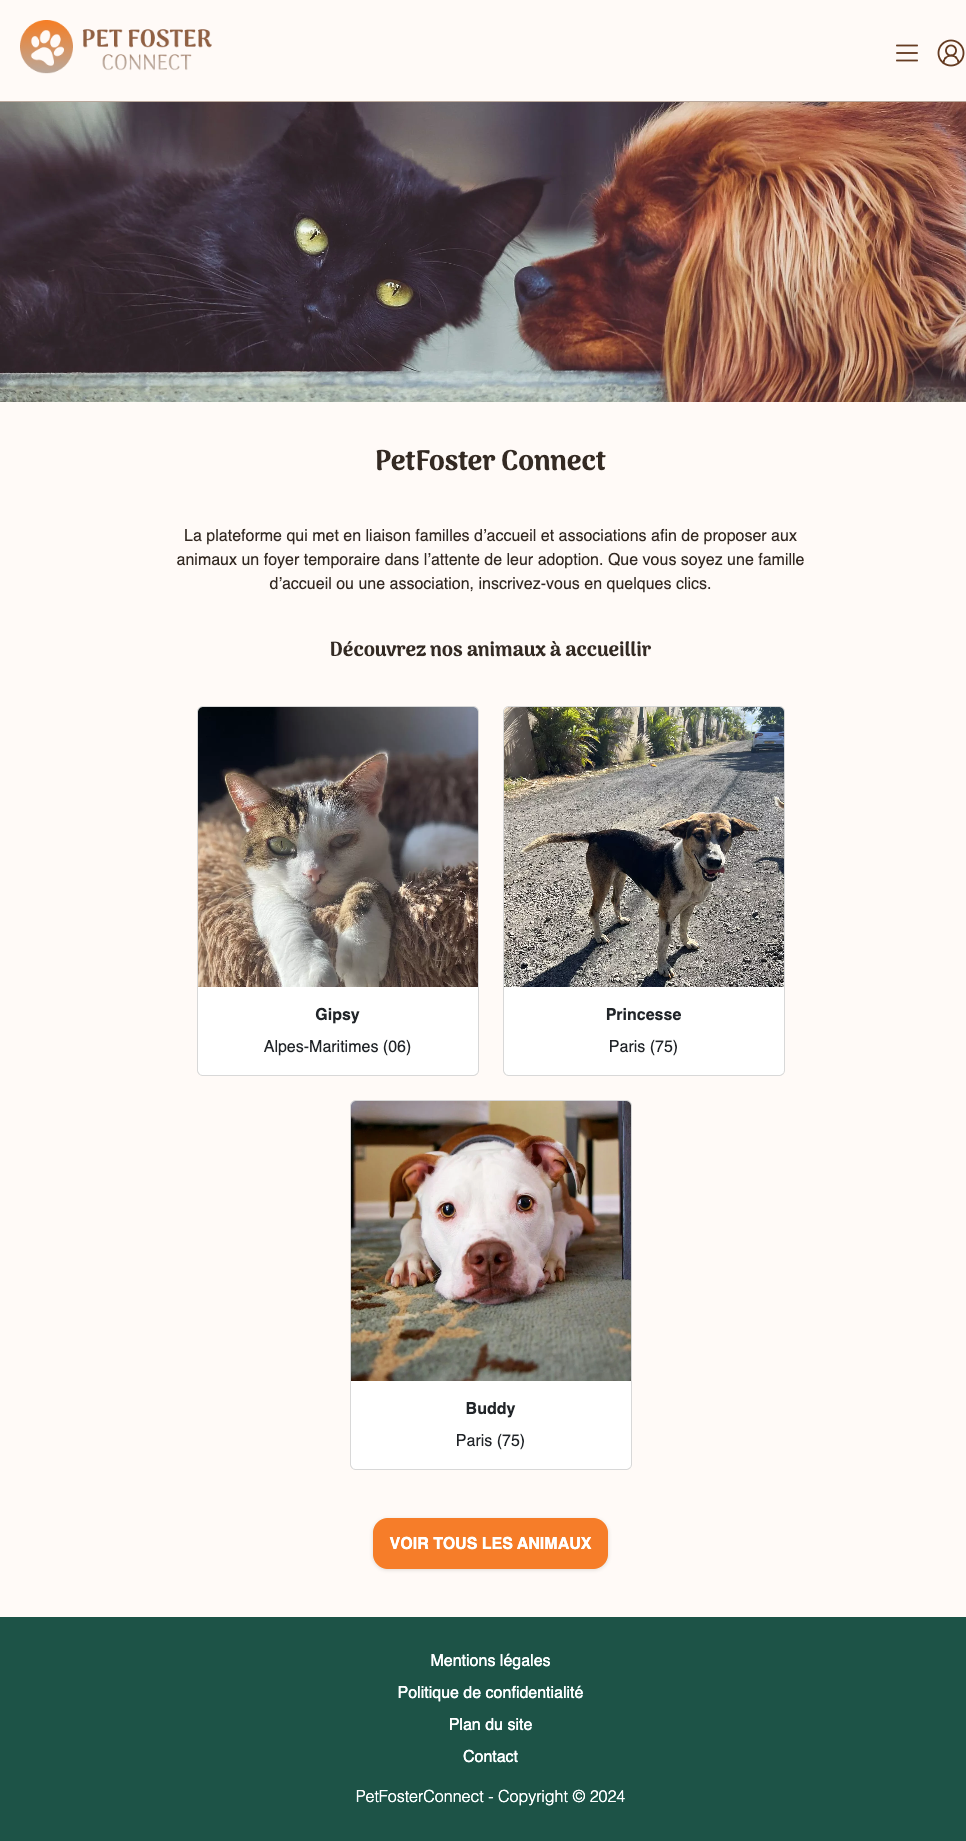 PET FOSTER
CONNECT
PetFoster Connect
La plateforme qui met en liaison familles d’accueil et associations afin de proposer aux
animaux un foyer temporaire dans l’attente de leur adoption. Que vous soyez une famille
d’accueil ou une association, inscrivez-vous en quelques clics.
Découvrez nos animaux à accueillir
Gipsy
Alpes-Maritimes (06)
Princesse
Paris (75)
Buddy
Paris (75)
VOIR TOUS LES ANIMAUX
Mentions légales
Politique de confidentialité
Plan du site
Contact
PetFosterConnect - Copyright © 2024